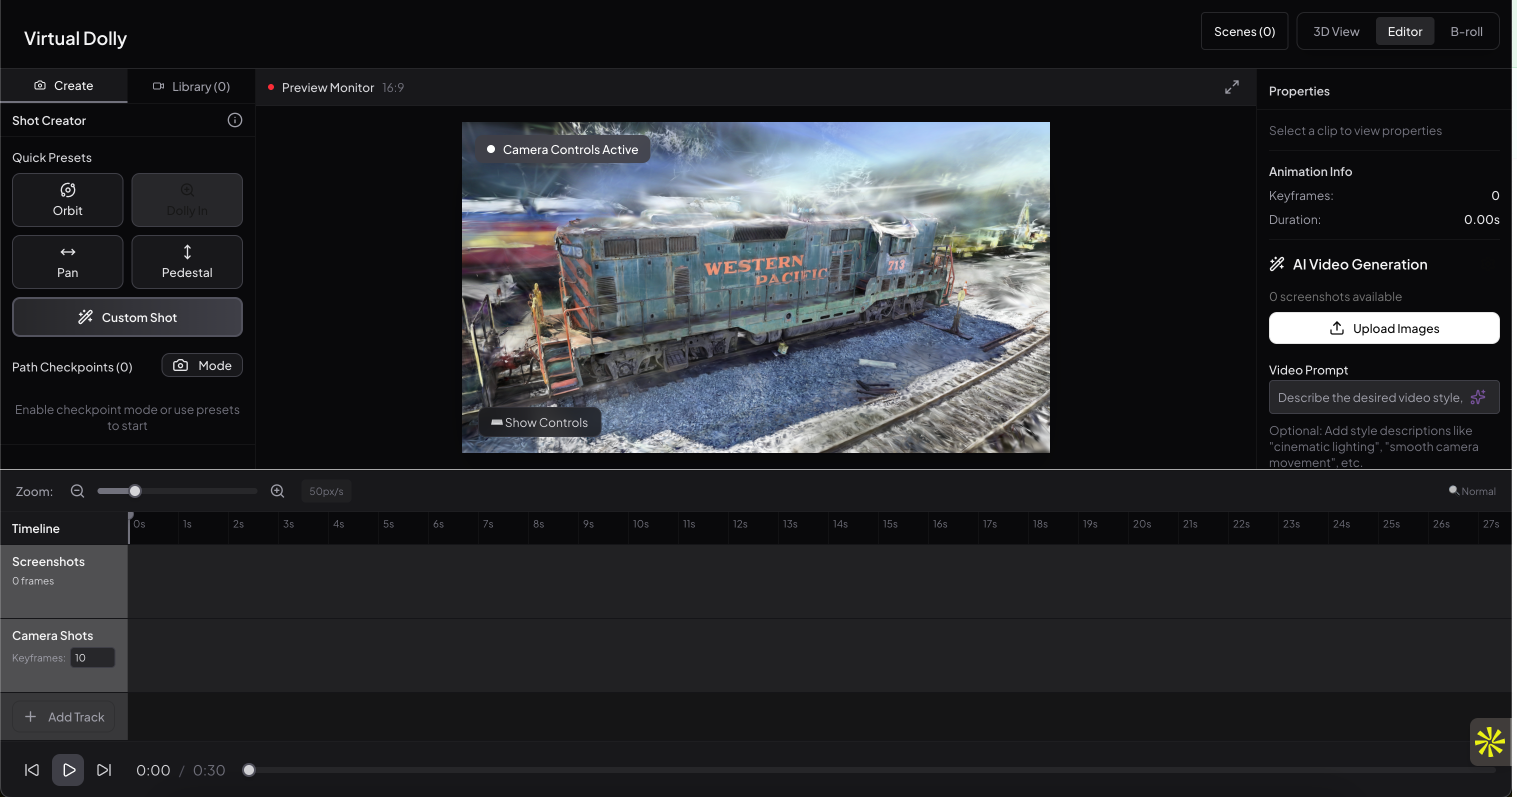 Virtual Dolly
Scenes (0)
3D View
Editor
B-roll
Create
Library (0)
Shot Creator
Quick Presets
Orbit
Dolly In
Pan
Pedestal
Custom Shot
Path Checkpoints (0)
Mode
Enable checkpoint mode or use presets
to start
Preview Monitor 16:9
Camera Controls Active
WESTERN
PACIFIC
713
Show Controls
Properties
Select a clip to view properties
Animation Info
Keyframes: 0
Duration: 0.00s
AI Video Generation
0 screenshots available
Upload Images
Video Prompt
Describe the desired video style,
Optional: Add style descriptions like
"cinematic lighting", "smooth camera
movement", etc.
Zoom:
50px/s
Normal
Timeline
0s 1s 2s 3s 4s 5s 6s 7s 8s 9s 10s 11s 12s 13s 14s 15s 16s 17s 18s 19s 20s 21s 22s 23s 24s 25s 26s 27s
Screenshots
0 frames
Camera Shots
Keyframes: 10
Add Track
0:00 / 0:30